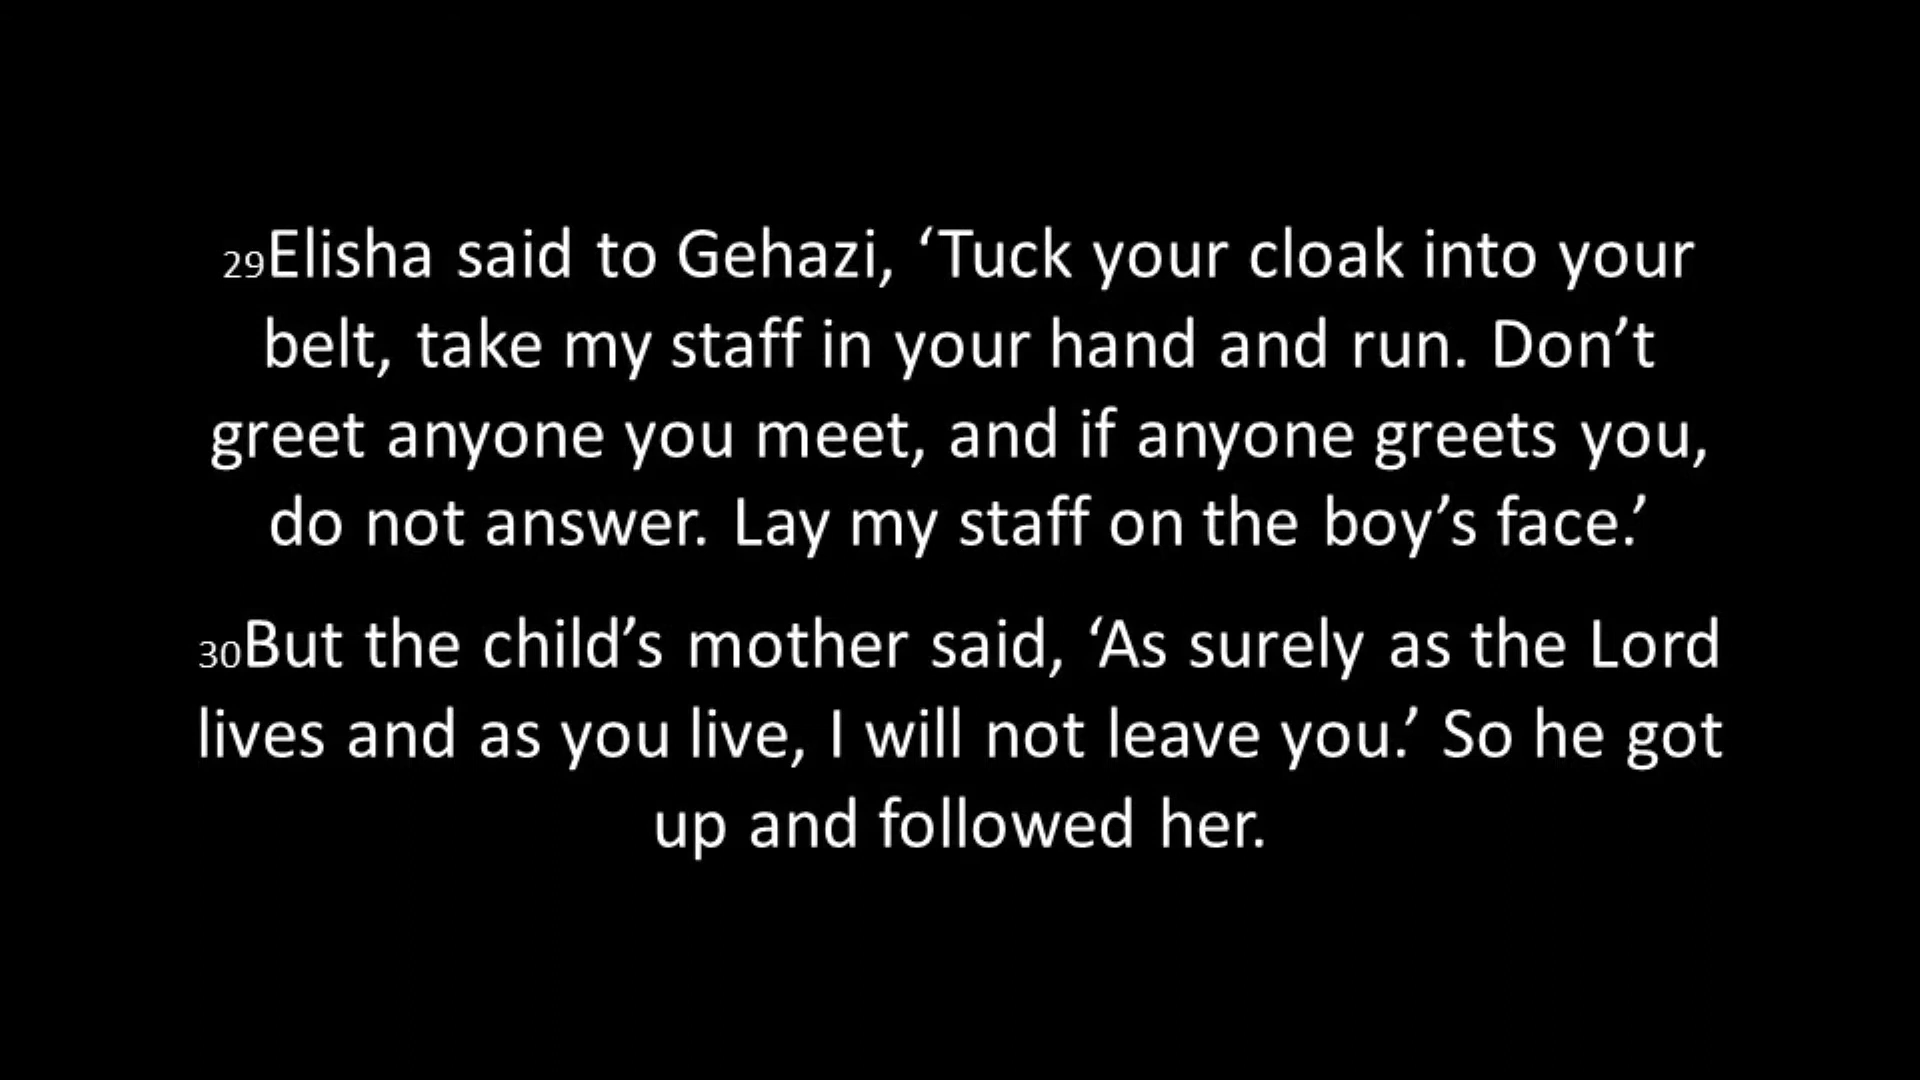 29Elisha said to Gehazi, ‘Tuck your cloak into your
belt, take my staff in your hand and run. Don’t
greet anyone you meet, and if anyone greets you,
do not answer. Lay my staff on the boy’s face.’
30But the child’s mother said, ‘As surely as the Lord
lives and as you live, I will not leave you.’ So he got
up and followed her.